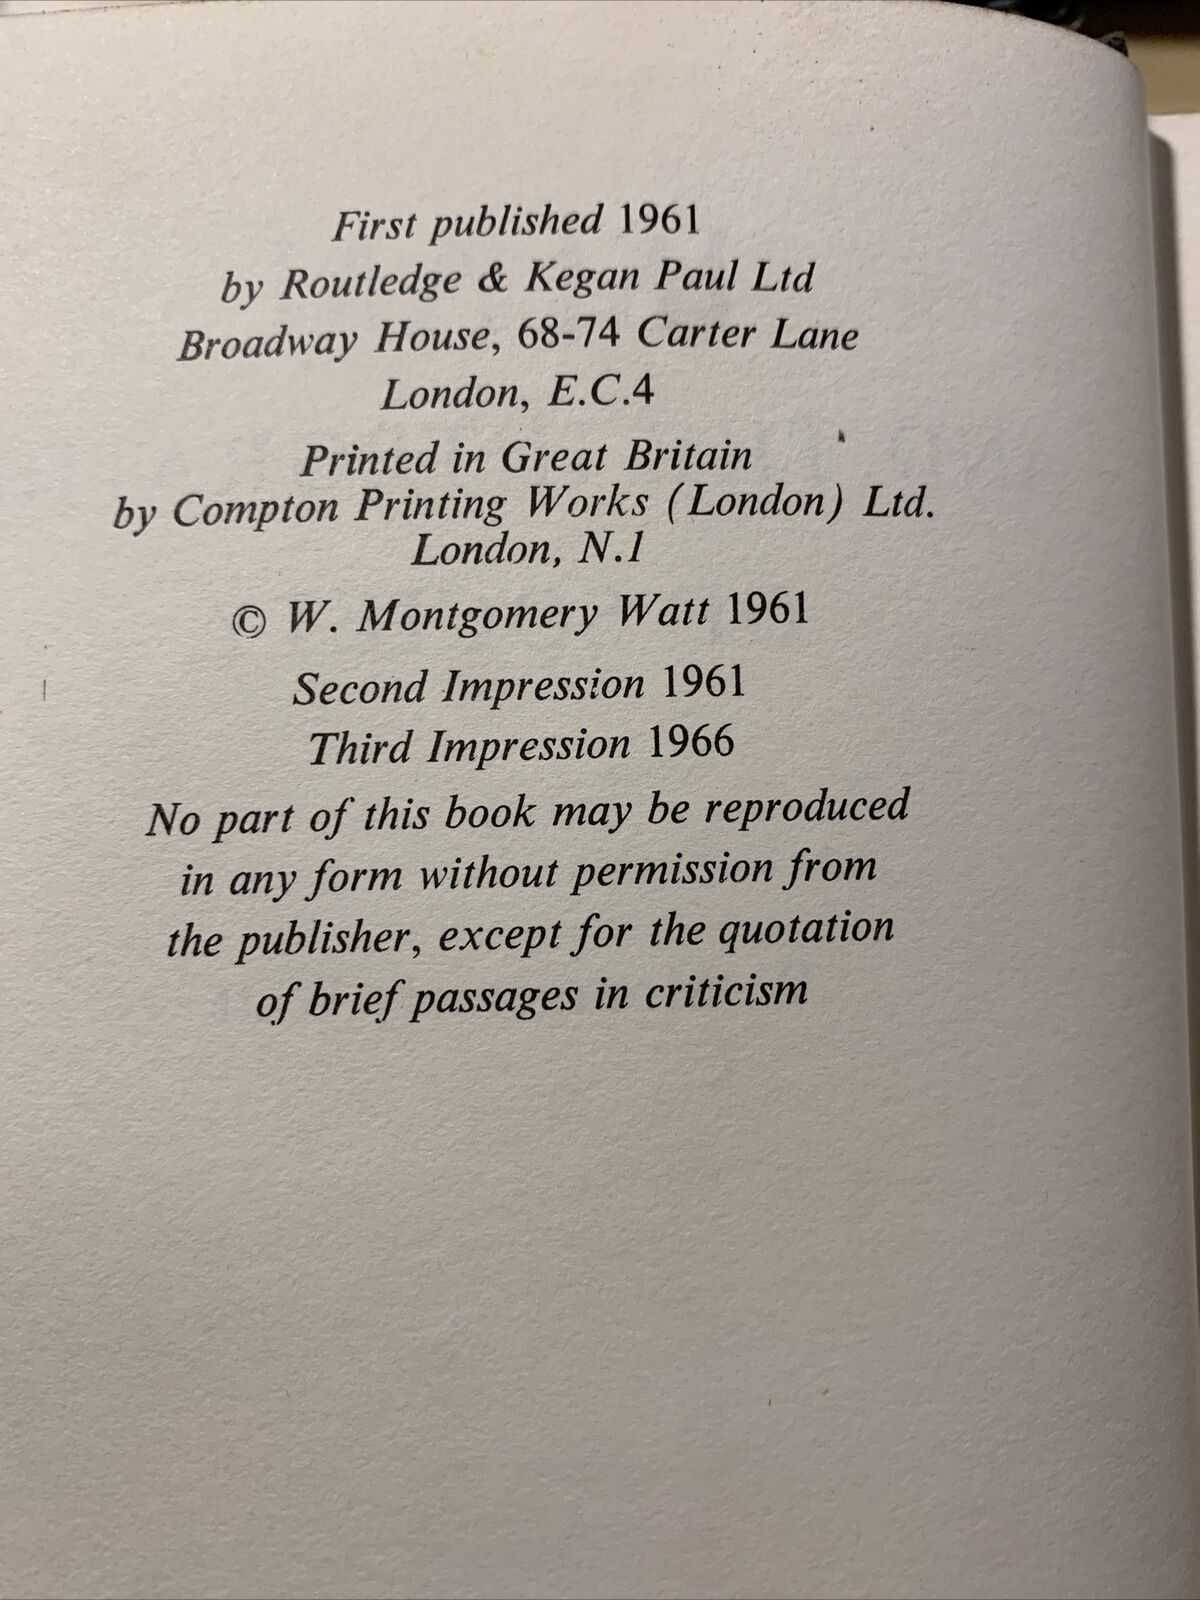 First published 1961
by Routledge & Kegan Paul Ltd
Broadway House, 68-74 Carter Lane
London, E.C.4
Printed in Great Britain
by Compton Printing Works (London) Ltd.
London, N.1
© W. Montgomery Watt 1961
Second Impression 1961
Third Impression 1966
No part of this book may be reproduced
in any form without permission from
the publisher, except for the quotation
of brief passages in criticism